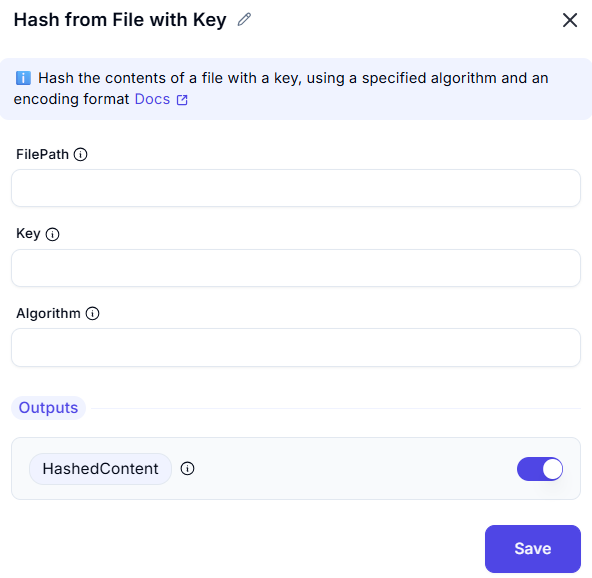 Hash from File with Key
Hash the contents of a file with a key, using a specified algorithm and an
encoding format Docs
FilePath
Key
Algorithm
Outputs
HashedContent
Save